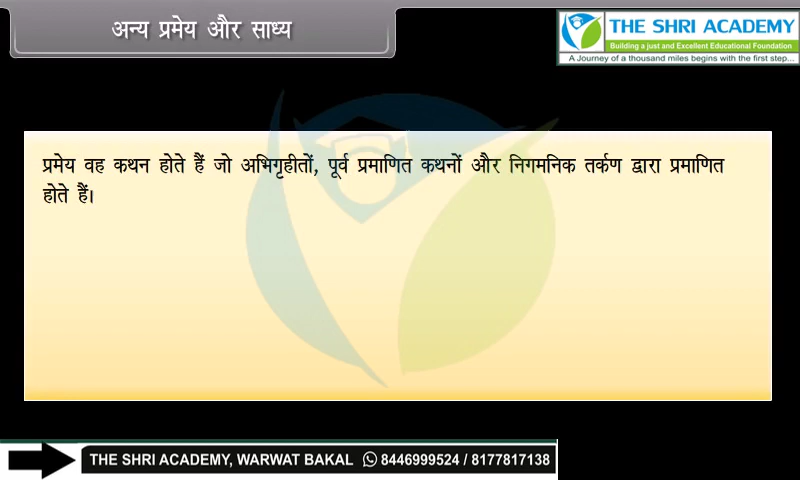 अन्य प्रमेय और साध्य
THE SHRI ACADEMY
Building a just and Excellent Educational Foundation
A Journey of a thousand miles begins with the first step...
प्रमेय वह कथन होते हैं जो अभिगृहीतों, पूर्व प्रमाणित कथनों और निगमनिक तर्कण द्वारा प्रमाणित
होते हैं।
THE SHRI ACADEMY, WARWAT BAKAL 8446999524 / 8177817138